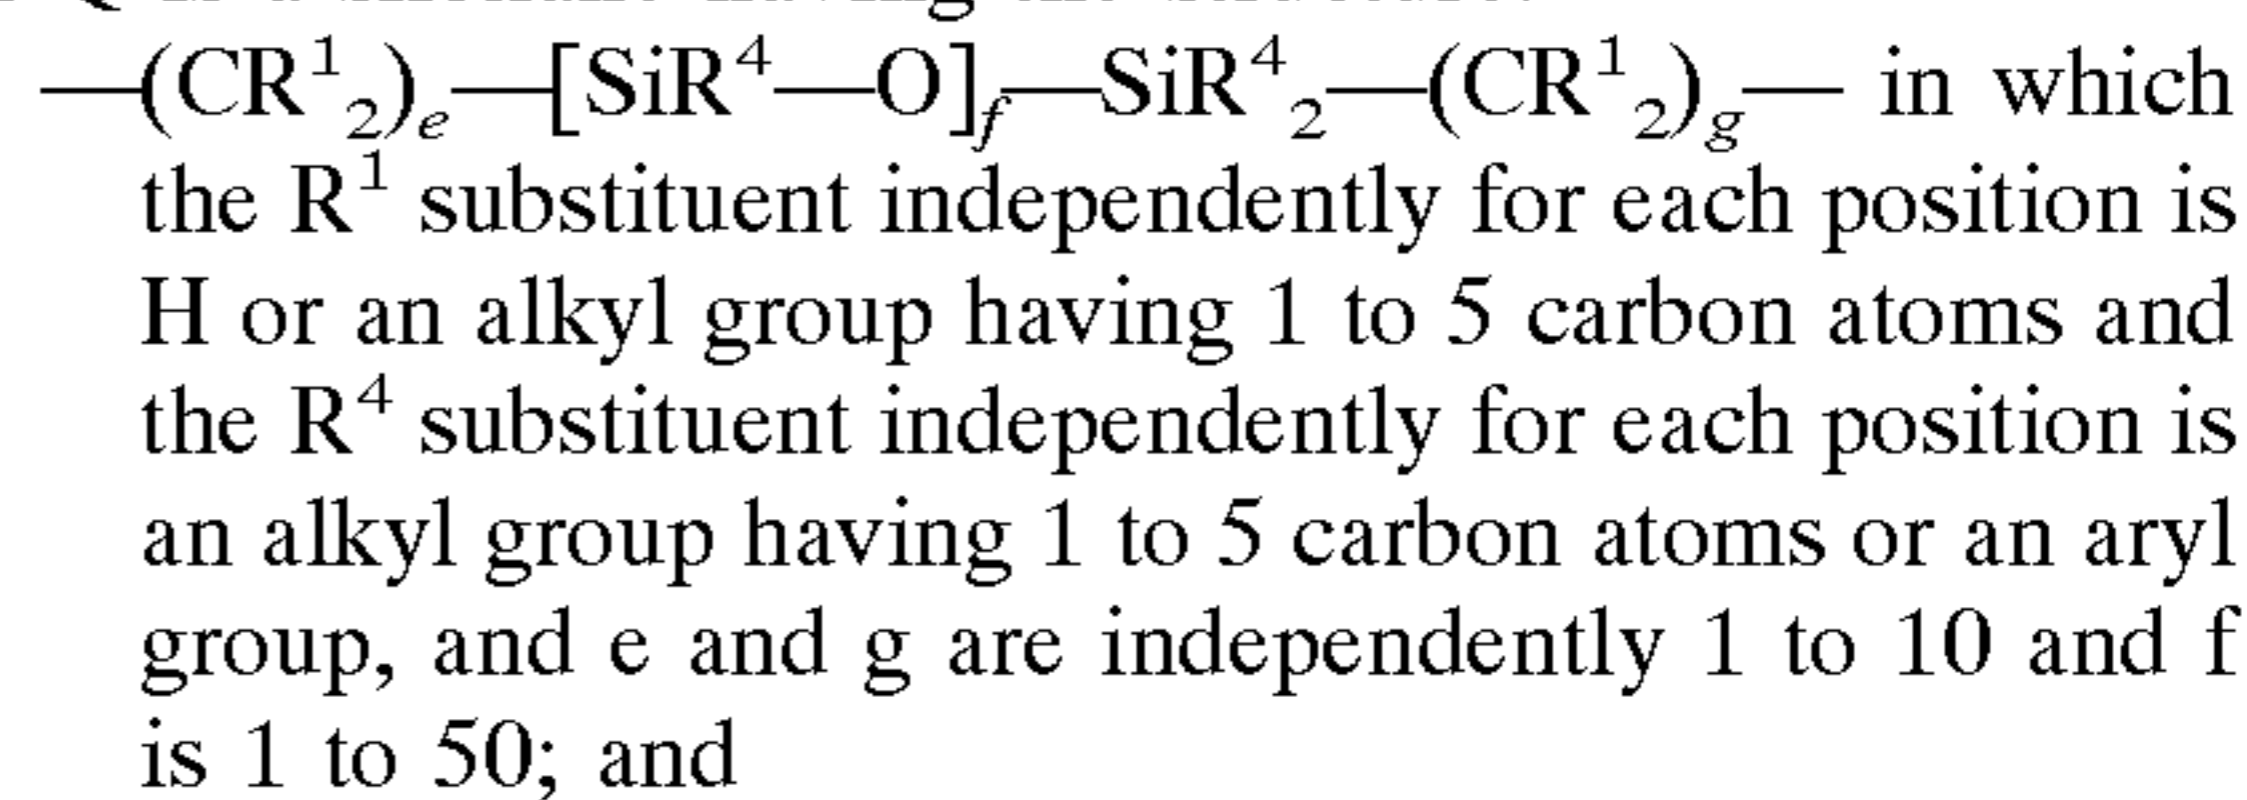 —(CR¹₂)ₑ—[SiR⁴—O]f—SiR⁴₂—(CR¹₂)g— in which
the R¹ substituent independently for each position is
H or an alkyl group having 1 to 5 carbon atoms and
the R⁴ substituent independently for each position is
an alkyl group having 1 to 5 carbon atoms or an aryl
group, and e and g are independently 1 to 10 and f
is 1 to 50; and